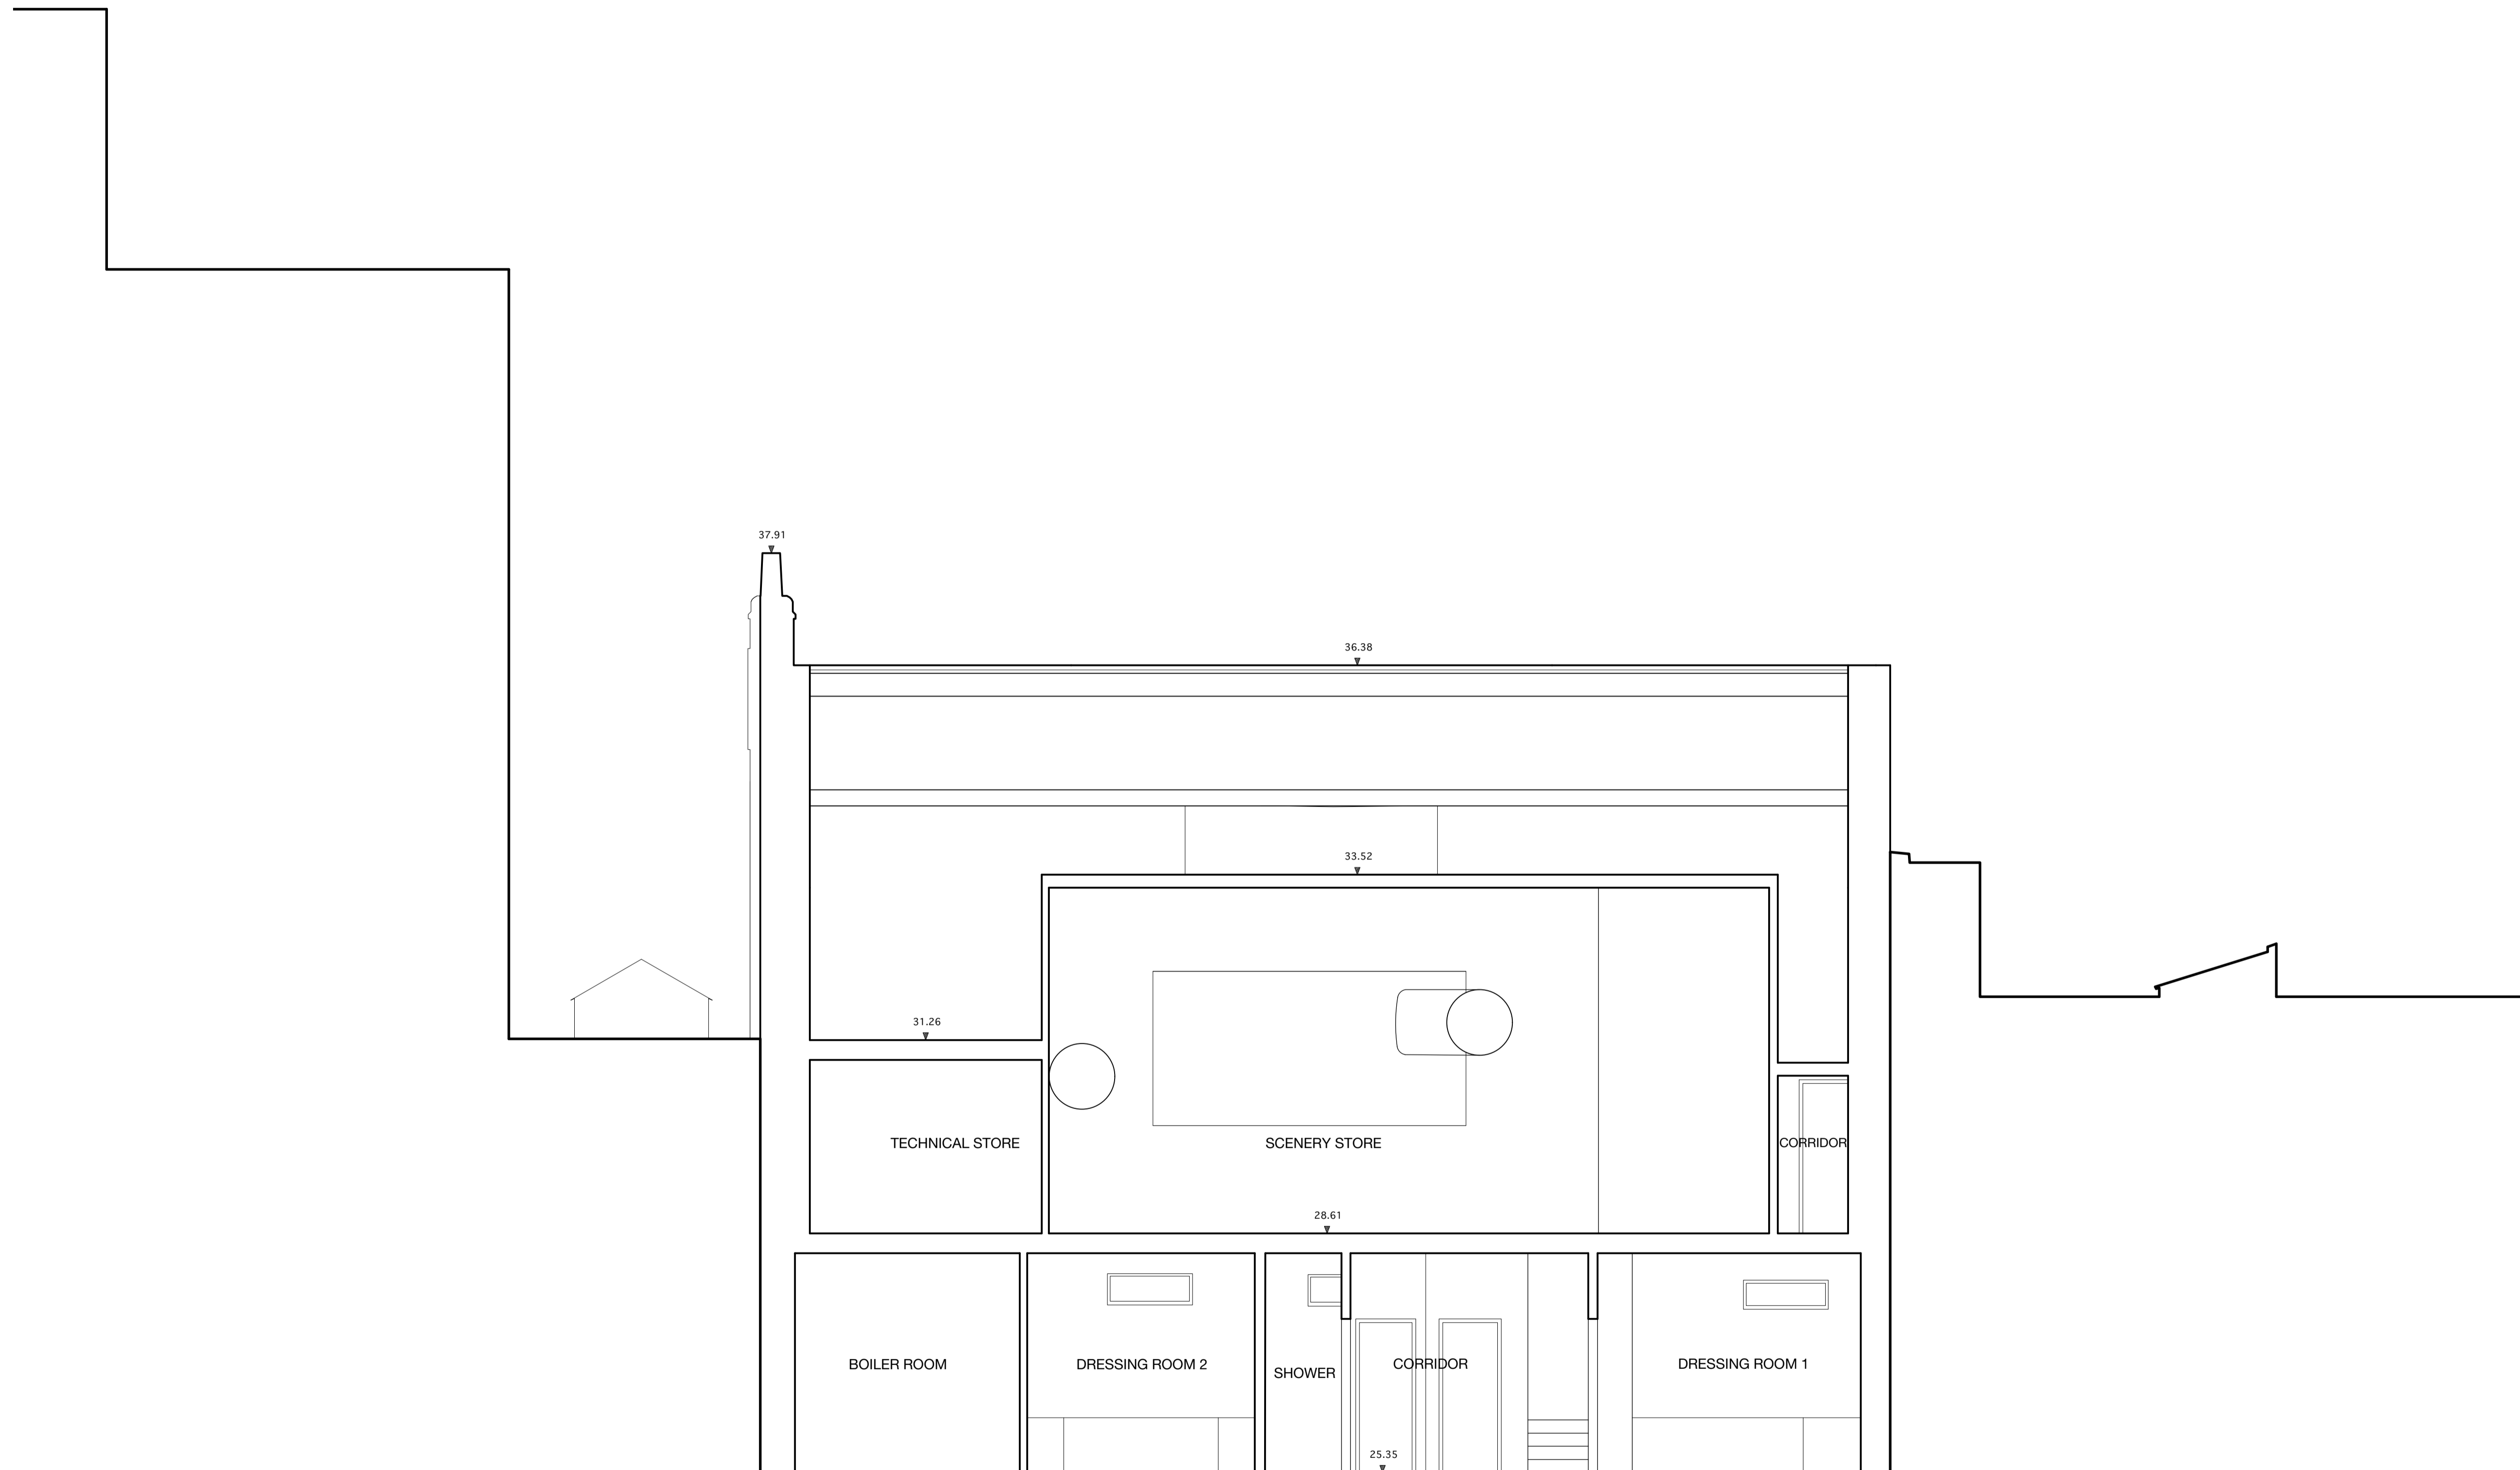 37.91
36.38
33.52
31.26
TECHNICAL STORE
SCENERY STORE
CORRIDOR
28.61
BOILER ROOM
DRESSING ROOM 2
SHOWER
CORRIDOR
DRESSING ROOM 1
25.35